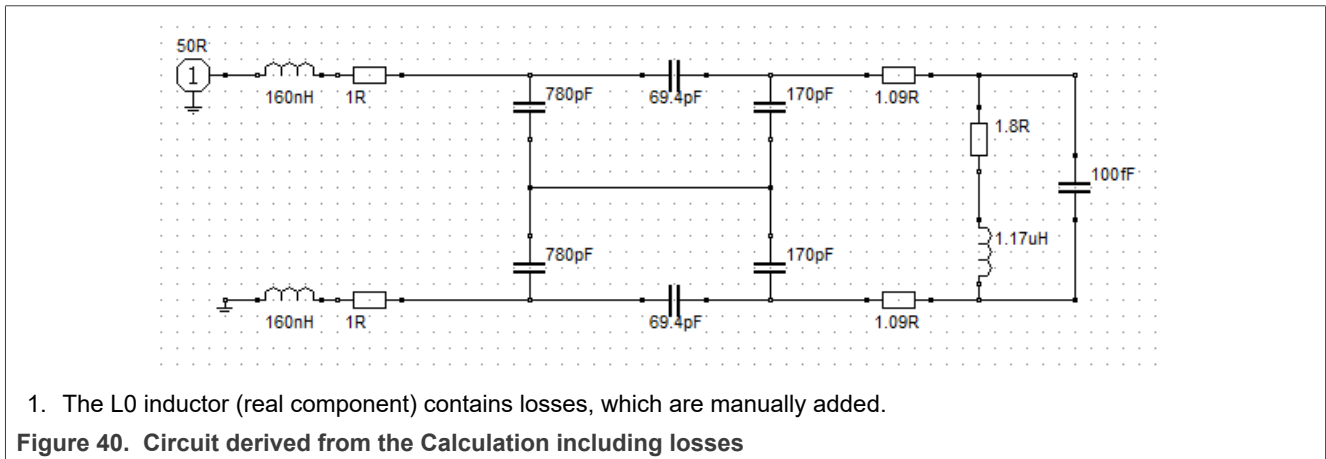 50R
1
160nH 1R 780pF 69.4pF 170pF 1.09R
1.8R
100fF
1.17uH
780pF 170pF
160nH 1R 69.4pF 1.09R
1. The L0 inductor (real component) contains losses, which are manually added.
Figure 40. Circuit derived from the Calculation including losses